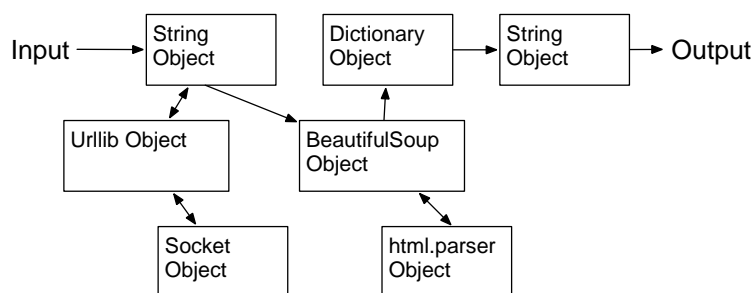 Input
String
Object
Dictionary
Object
String
Object
Output
Urllib Object
BeautifulSoup
Object
Socket
Object
html.parser
Object